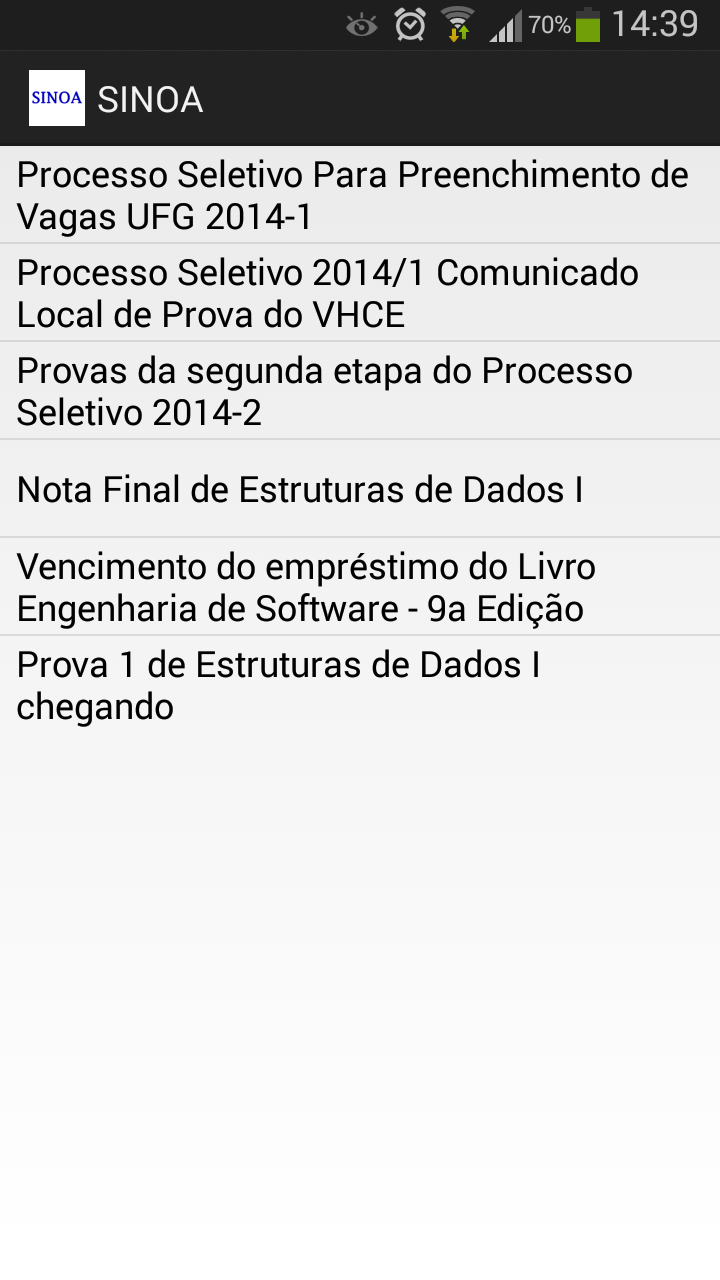 70% 14:39
SINOA SINOA
Processo Seletivo Para Preenchimento de
Vagas UFG 2014-1
Processo Seletivo 2014/1 Comunicado
Local de Prova do VHCE
Provas da segunda etapa do Processo
Seletivo 2014-2
Nota Final de Estruturas de Dados I
Vencimento do empréstimo do Livro
Engenharia de Software - 9a Edição
Prova 1 de Estruturas de Dados I
chegando